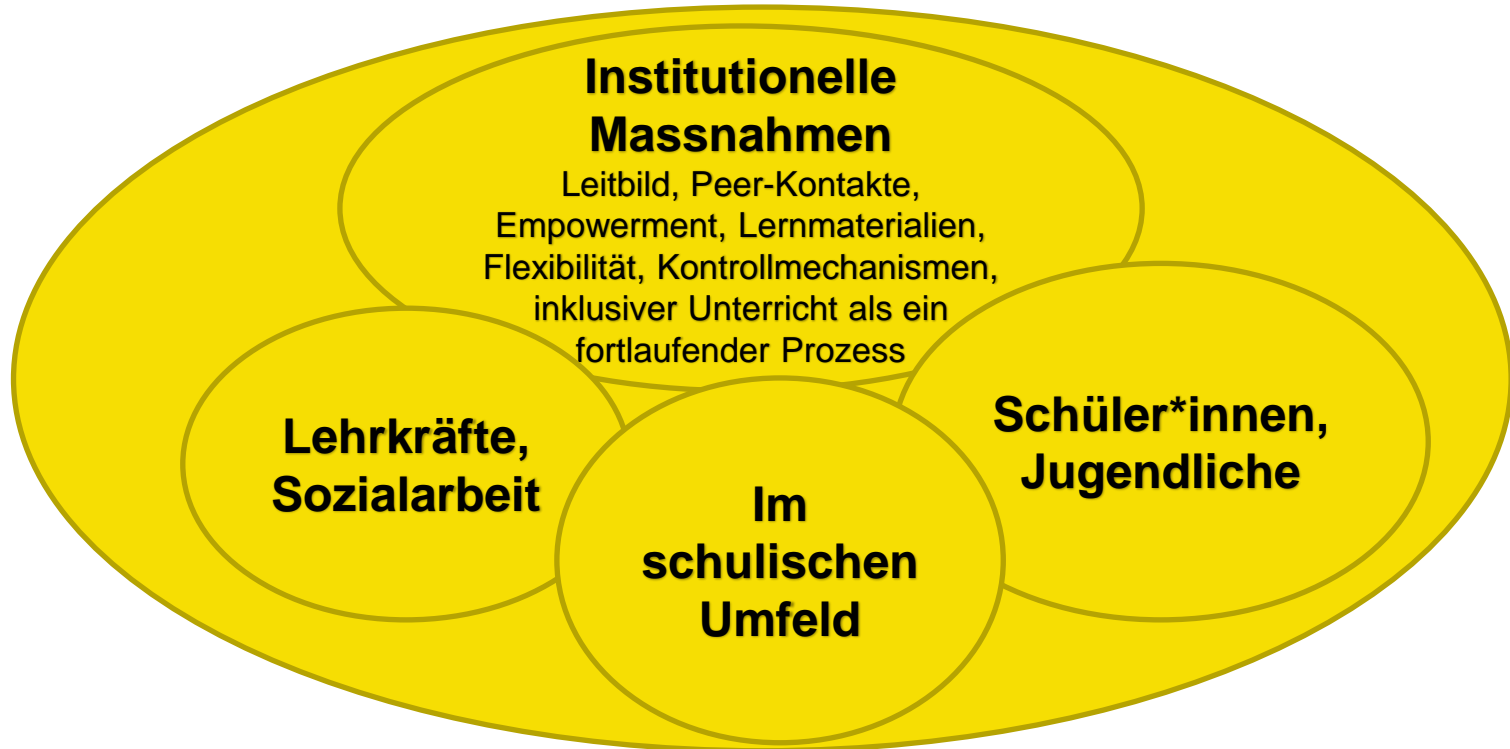 Institutionelle
Massnahmen
Leitbild, Peer-Kontakte,
Empowerment, Lernmaterialien,
Flexibilität, Kontrollmechanismen,
inklusiver Unterricht als ein
fortlaufender Prozess
Lehrkräfte,
Sozialarbeit
Im
schulischen
Umfeld
Schüler*innen,
Jugendliche